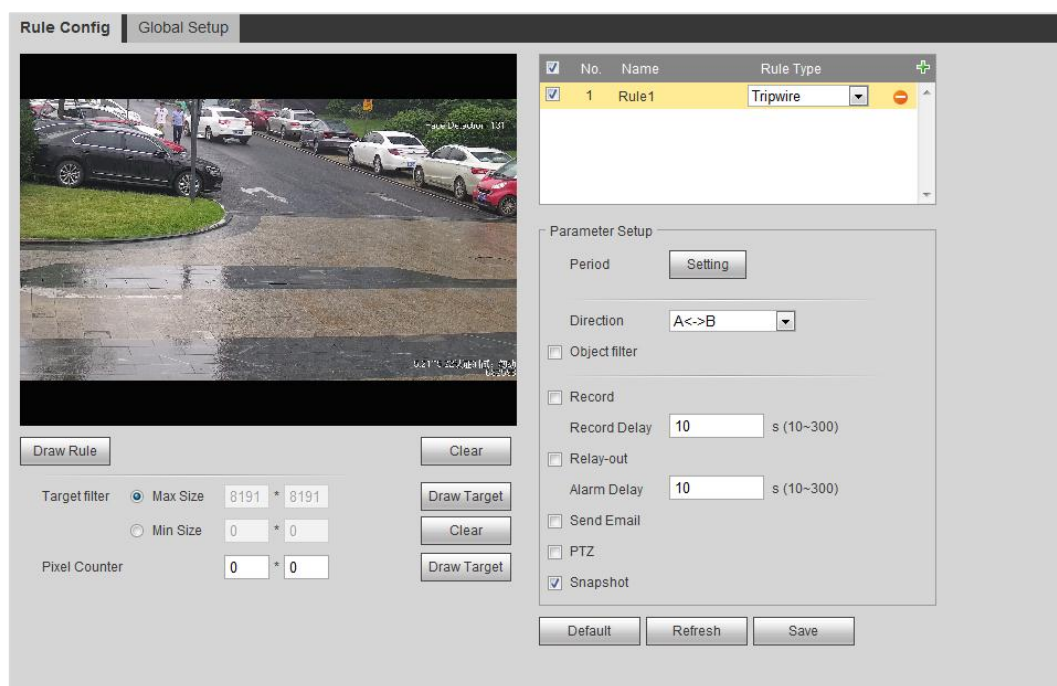 Rule Config Global Setup
No. Name Rule Type
1 Rule1 Tripwire
Parameter Setup
Period Setting
Direction A<->B
Object filter
Record
Record Delay 10 s (10~300)
Relay-out
Alarm Delay 10 s (10~300)
Send Email
PTZ
Snapshot
Default Refresh Save
Draw Rule Clear
Target filter Max Size 8191 * 8191 Draw Target
Min Size 0 * 0 Clear
Pixel Counter 0 * 0 Draw Target